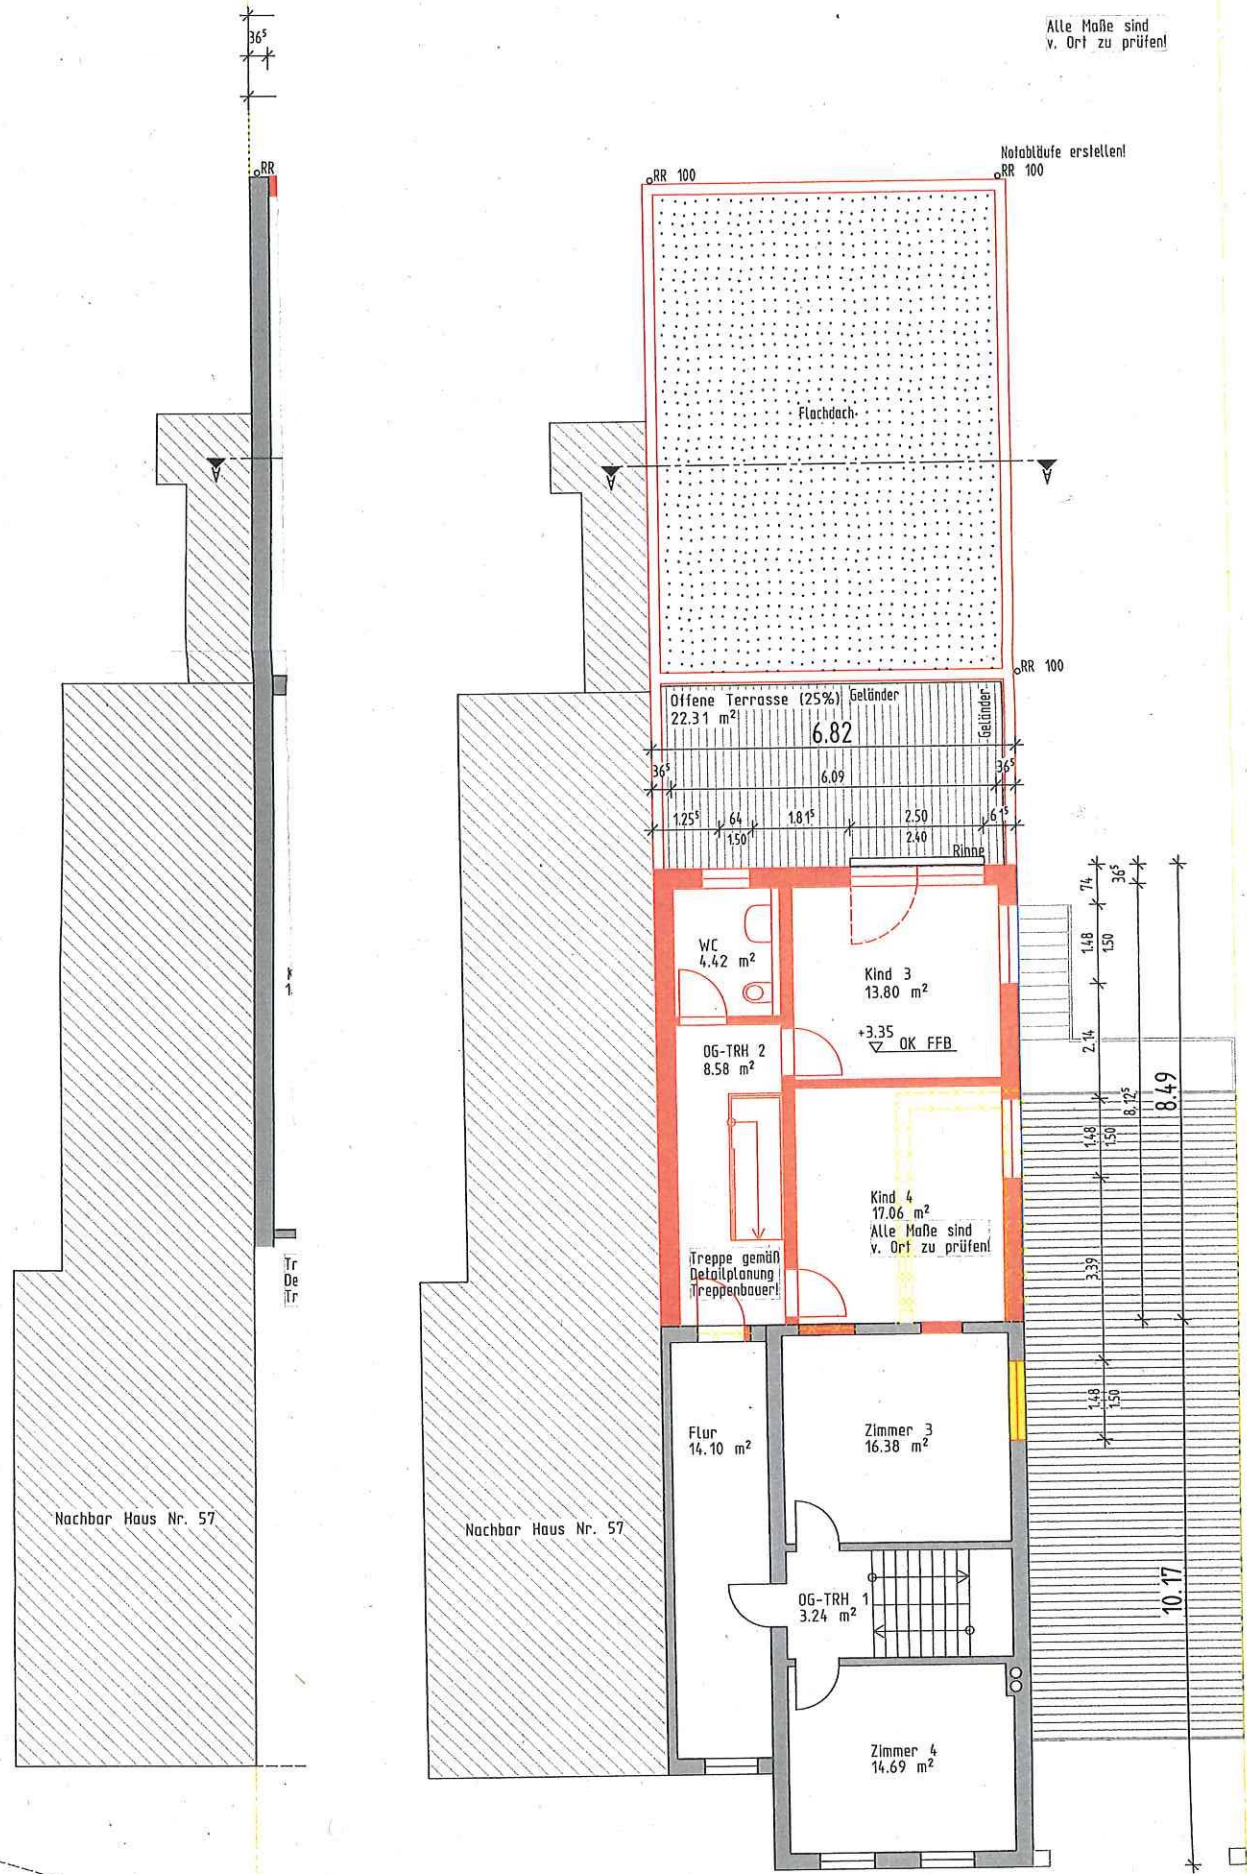 Alle Maße sind
v. Ort zu prüfen!
36⁵
RR
Notabläufe erstellen!
RR 100
RR 100
Flachdach
A
A
A
RR 100
Offene Terrasse (25%)
22.31 m²
Geländer
Geländer
6.82
36⁵
6.09
36⁵
1.25⁵
64
1.50
1.81⁵
2.50
2.40
61⁵
Rinne
74
36⁵
WC
4.42 m²
Kind 3
13.80 m²
1.48
1.50
+3.35
OK FFB
OG-TRH 2
8.58 m²
2.14
8.12⁵
8.49
1.48
1.50
Kind 4
17.06 m²
Alle Maße sind
v. Ort zu prüfen!
Treppe gemäß
Detailplanung
Treppenbauer!
Tr
De
Tr
3.39
1.48
1.50
Flur
14.10 m²
Zimmer 3
16.38 m²
Nachbar Haus Nr. 57
Nachbar Haus Nr. 57
OG-TRH 1
3.24 m²
10.17
Zimmer 4
14.69 m²